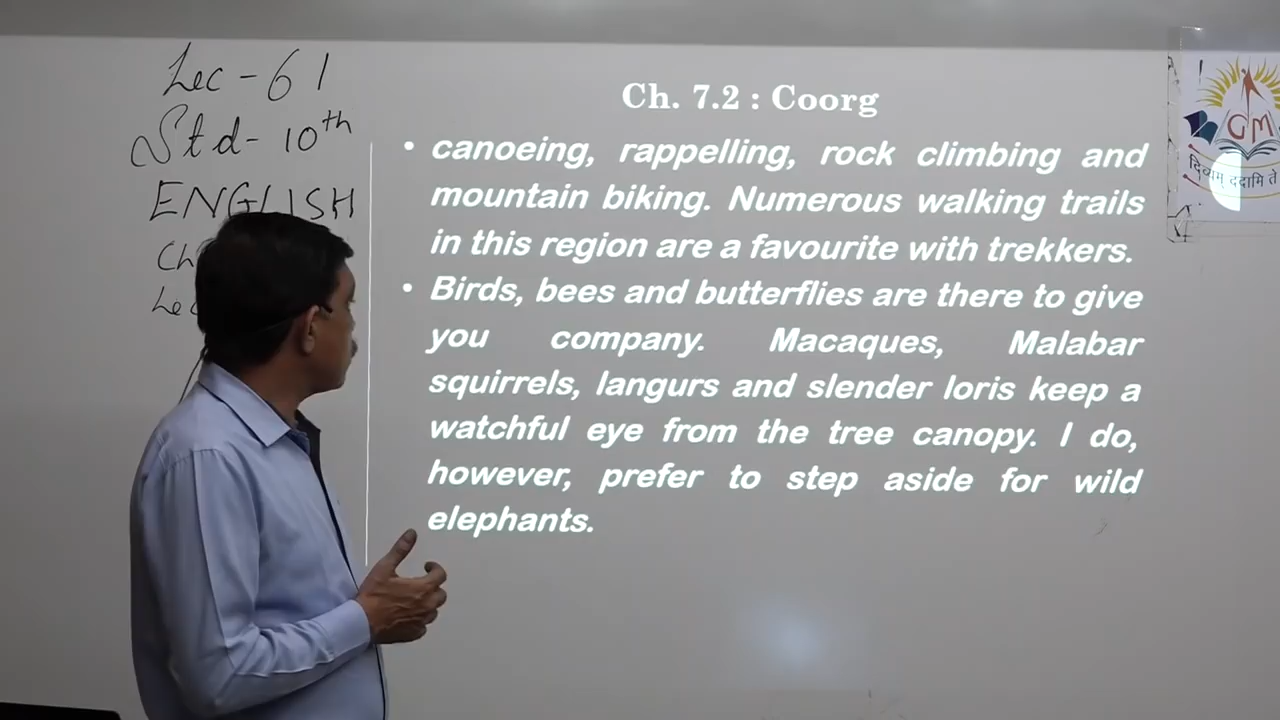 Lec - 61
Std - 10th
ENGLISH
Ch. 7.2 : Coorg
• canoeing, rappelling, rock climbing and
mountain biking. Numerous walking trails
in this region are a favourite with trekkers.
• Birds, bees and butterflies are there to give
you company. Macaques, Malabar
squirrels, langurs and slender loris keep a
watchful eye from the tree canopy. I do,
however, prefer to step aside for wild
elephants.
GM
दिव्यम् ददामि ते